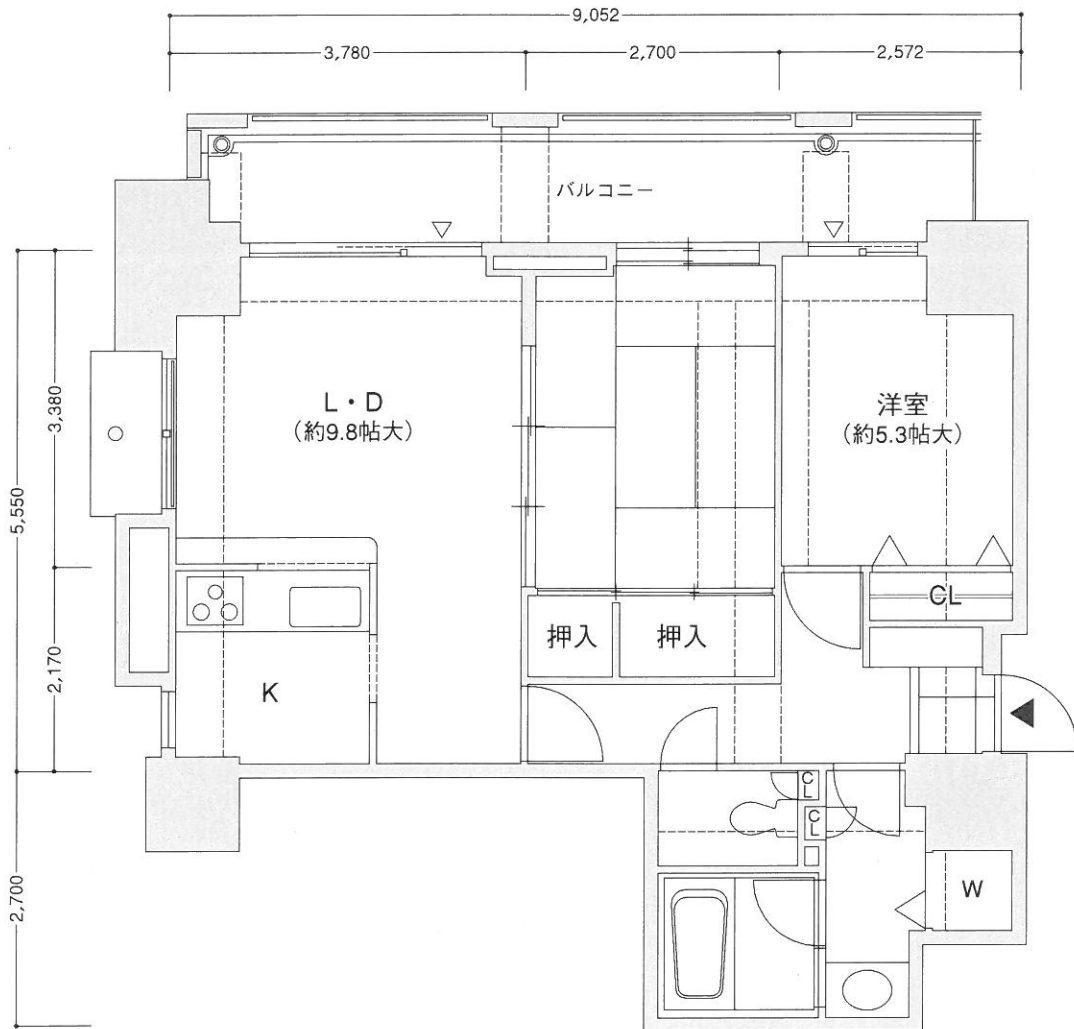 9,052
3,780
2,700
2,572
バルコニー
5,550
3,380
2,170
2,700
L・D
(約9.8帖大)
洋室
(約5.3帖大)
CL
押入
押入
K
CL
CL
W